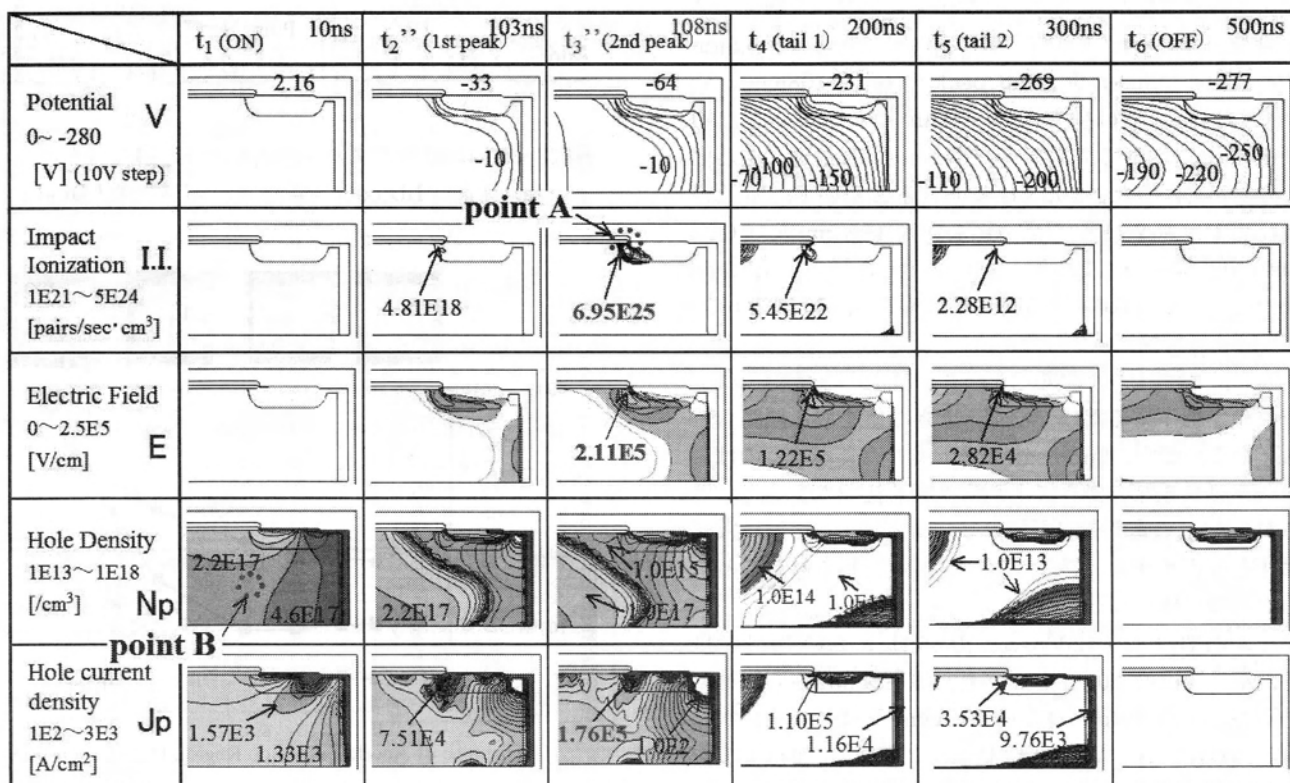 t1 (ON) 10ns
t2’’ (1st peak) 103ns
t3’’ (2nd peak) 108ns
t4 (tail 1) 200ns
t5 (tail 2) 300ns
t6 (OFF) 500ns
Potential V
0~ -280
[V] (10V step)
2.16
-33
-10
-64
-10
-231
-70
-100
-150
-269
-110
-200
-277
-190
-220
-250
point A
Impact
Ionization I.I.
1E21～5E24
[pairs/sec·cm³]
4.81E18
6.95E25
5.45E22
2.28E12
Electric Field
0～2.5E5
[V/cm] E
2.11E5
1.22E5
2.82E4
Hole Density
1E13～1E18
[/cm³] Np
2.2E17
4.6E17
2.2E17
1.0E15
1.0E17
1.0E14
1.0E13
point B
Hole current
density Jp
1E2～3E3
[A/cm²]
1.57E3
1.33E3
7.51E4
1.76E5
1.0E2
1.10E5
1.16E4
3.53E4
9.76E3